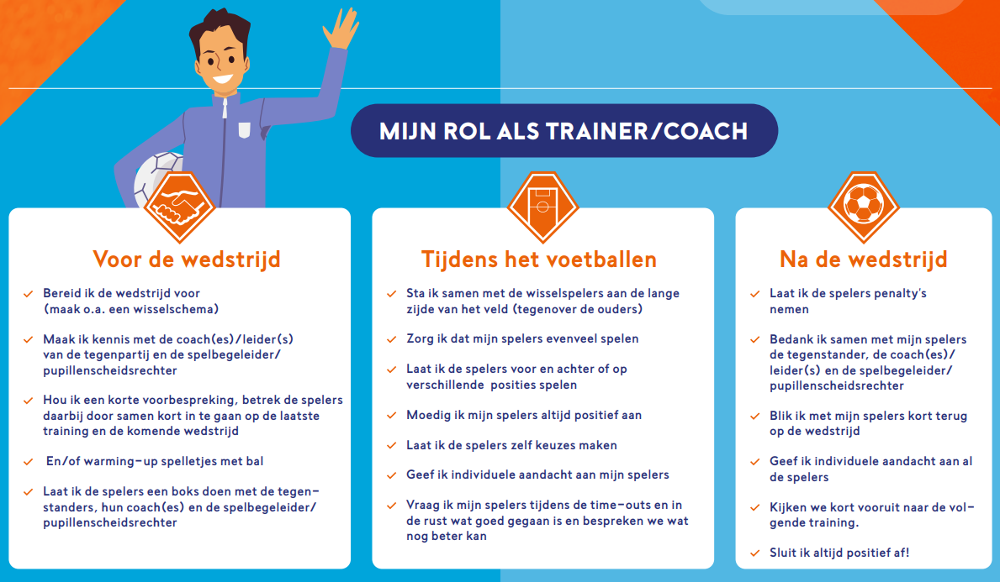 MIJN ROL ALS TRAINER/COACH
Voor de wedstrijd
Bereid ik de wedstrijd voor
(maak o.a. een wisselschema)
Maak ik kennis met de coach(es)/leider(s)
van de tegenpartij en de spelbegeleider/
pupillenscheidsrechter
Hou ik een korte voorbespreking, betrek de spelers
daarbij door samen kort in te gaan op de laatste
training en de komende wedstrijd
En/of warming-up spelletjes met bal
Laat ik de spelers een boks doen met de tegen-
standers, hun coach(es) en de spelbegeleider/
pupillenscheidsrechter
Tijdens het voetballen
Sta ik samen met de wisselspelers aan de lange
zijde van het veld (tegenover de ouders)
Zorg ik dat mijn spelers evenveel spelen
Laat ik de spelers voor en achter of op
verschillende posities spelen
Moedig ik mijn spelers altijd positief aan
Laat ik de spelers zelf keuzes maken
Geef ik individuele aandacht aan mijn spelers
Vraag ik mijn spelers tijdens de time-outs en in
de rust wat goed gegaan is en bespreken we wat
nog beter kan
Na de wedstrijd
Laat ik de spelers penalty's
nemen
Bedank ik samen met mijn spelers
de tegenstander, de coach(es)/
leider(s) en de spelbegeleider/
pupillenscheidsrechter
Blik ik met mijn spelers kort terug
op de wedstrijd
Geef ik individuele aandacht aan al
de spelers
Kijken we kort vooruit naar de vol-
gende training.
Sluit ik altijd positief af!